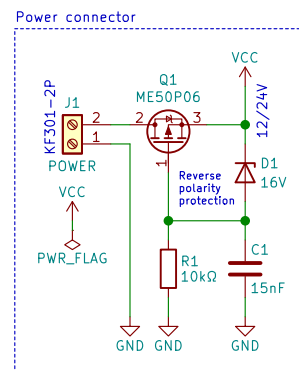 Power connector
VCC
Q1
ME50P06
KF301-2P
J1
2
2
3
1
12/24V
POWER
1
Reverse
polarity
protection
D1
16V
VCC
PWR_FLAG
R1
10kΩ
C1
15nF
GND
GND
GND